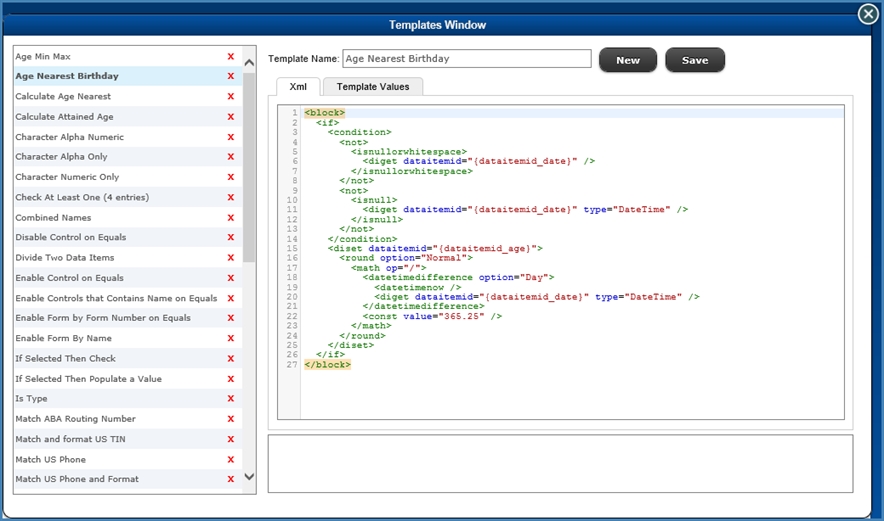 Templates Window
Age Min Max X
Age Nearest Birthday X
Calculate Age Nearest X
Calculate Attained Age X
Character Alpha Numeric X
Character Alpha Only X
Character Numeric Only X
Check At Least One (4 entries) X
Combined Names X
Disable Control on Equals X
Divide Two Data Items X
Enable Control on Equals X
Enable Controls that Contains Name on Equals X
Enable Form by Form Number on Equals X
Enable Form By Name X
If Selected Then Check X
If Selected Then Populate a Value X
Is Type X
Match ABA Routing Number X
Match and format US TIN X
Match US Phone X
Match US Phone and Format X
Template Name: Age Nearest Birthday New Save
Xml Template Values
1 <block>
2 <if>
3 <condition>
4 <not>
5 <isnullorwhitespace>
6 <diget dataitemid="{dataitemid_date}" />
7 </isnullorwhitespace>
8 </not>
9 <not>
10 <isnull>
11 <diget dataitemid="{dataitemid_date}" type="DateTime" />
12 </isnull>
13 </not>
14 </condition>
15 <diset dataitemid="{dataitemid_age}">
16 <round option="Normal">
17 <math op="/">
18 <datetimedifference option="Day">
19 <datetimenow />
20 <diget dataitemid="{dataitemid_date}" type="DateTime" />
21 </datetimedifference>
22 <const value="365.25" />
23 </math>
24 </round>
25 </diset>
26 </if>
27 </block>